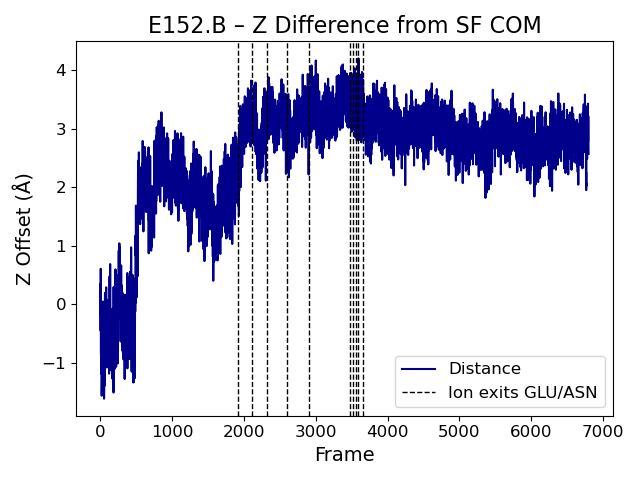 E152.B – Z Difference from SF COM
Z Offset (Å)
4
3
2
1
0
−1
0 1000 2000 3000 4000 5000 6000 7000
Frame
Distance
Ion exits GLU/ASN